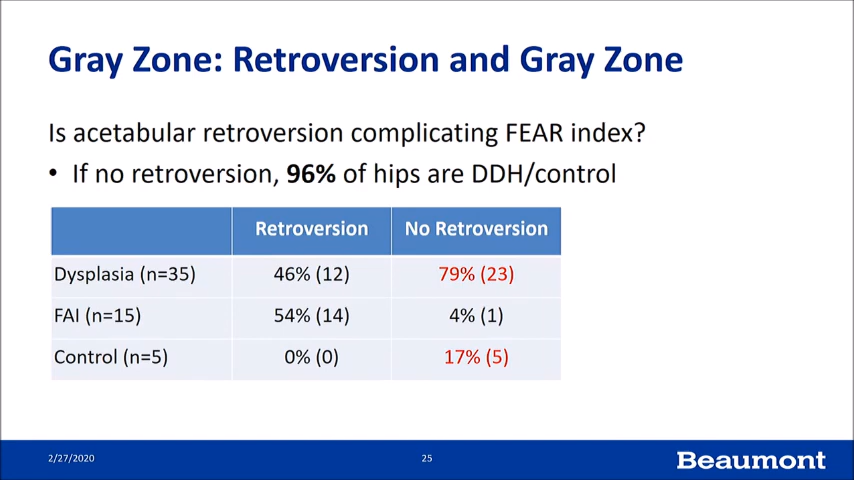 Gray Zone: Retroversion and Gray Zone
Is acetabular retroversion complicating FEAR index?
• If no retroversion, 96% of hips are DDH/control
Retroversion No Retroversion
Dysplasia (n=35) 46% (12) 79% (23)
FAI (n=15) 54% (14) 4% (1)
Control (n=5) 0% (0) 17% (5)
2/27/2020 25 Beaumont